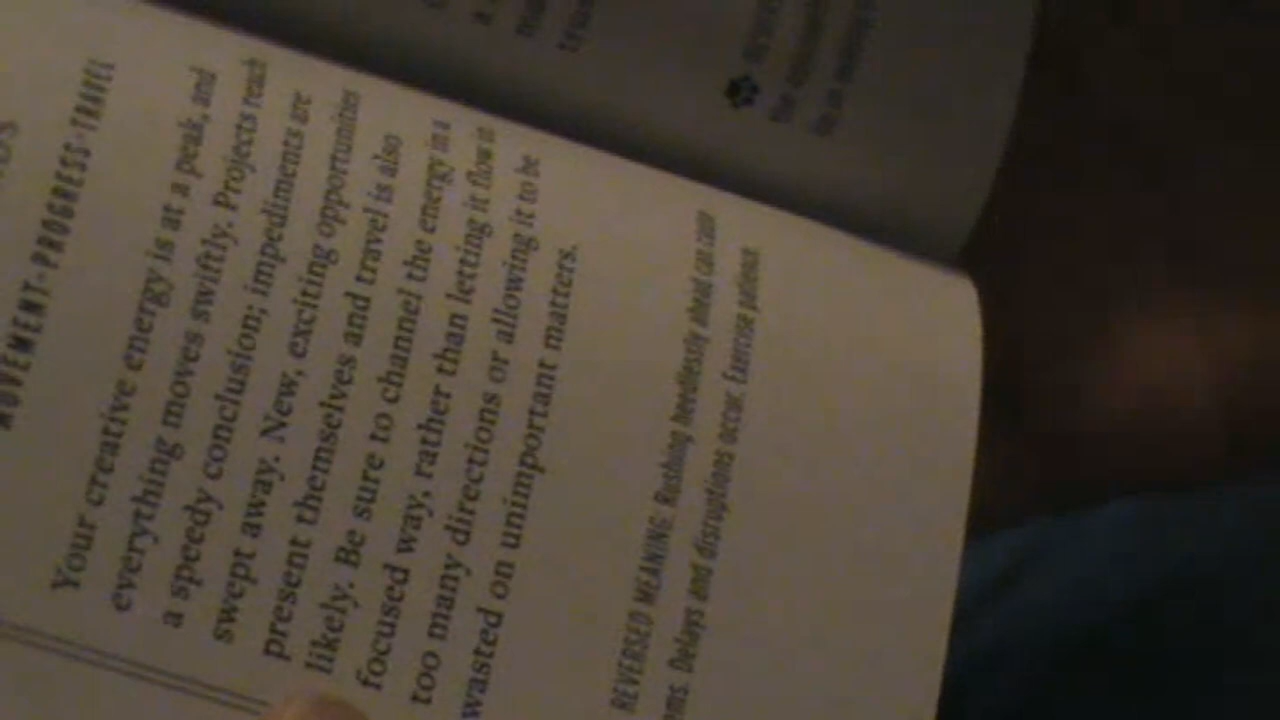 MOVEMENT·PROGRESS·TRAVEL
Your creative energy is at a peak, and
everything moves swiftly. Projects reach
a speedy conclusion; impediments are
swept away. New, exciting opportunities
present themselves and travel is also
likely. Be sure to channel the energy in a
focused way, rather than letting it flow in
too many directions or allowing it to be
wasted on unimportant matters.
REVERSED MEANING: Rushing heedlessly ahead can cause
ems. Delays and disruptions occur. Exercise patience.